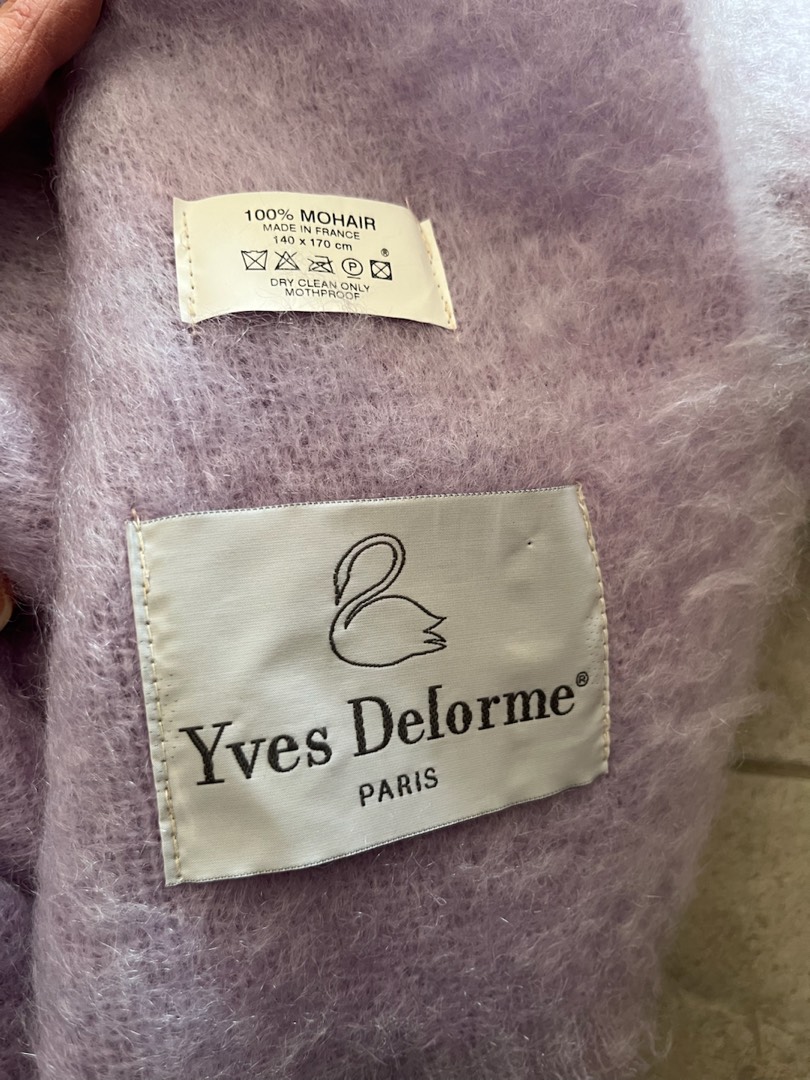 100% MOHAIR
MADE IN FRANCE
140 x 170 cm
®
P
DRY CLEAN ONLY
MOTHPROOF
Yves Delorme®
PARIS